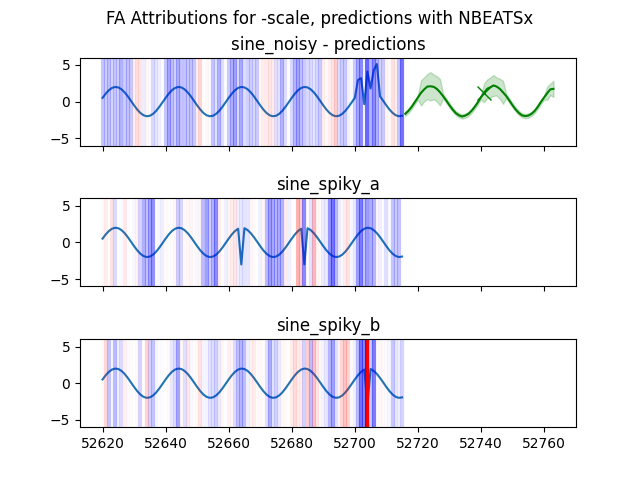 FA Attributions for -scale, predictions with NBEATSx
sine_noisy - predictions
5
0
−5
sine_spiky_a
5
0
−5
sine_spiky_b
5
0
−5
52620 52640 52660 52680 52700 52720 52740 52760